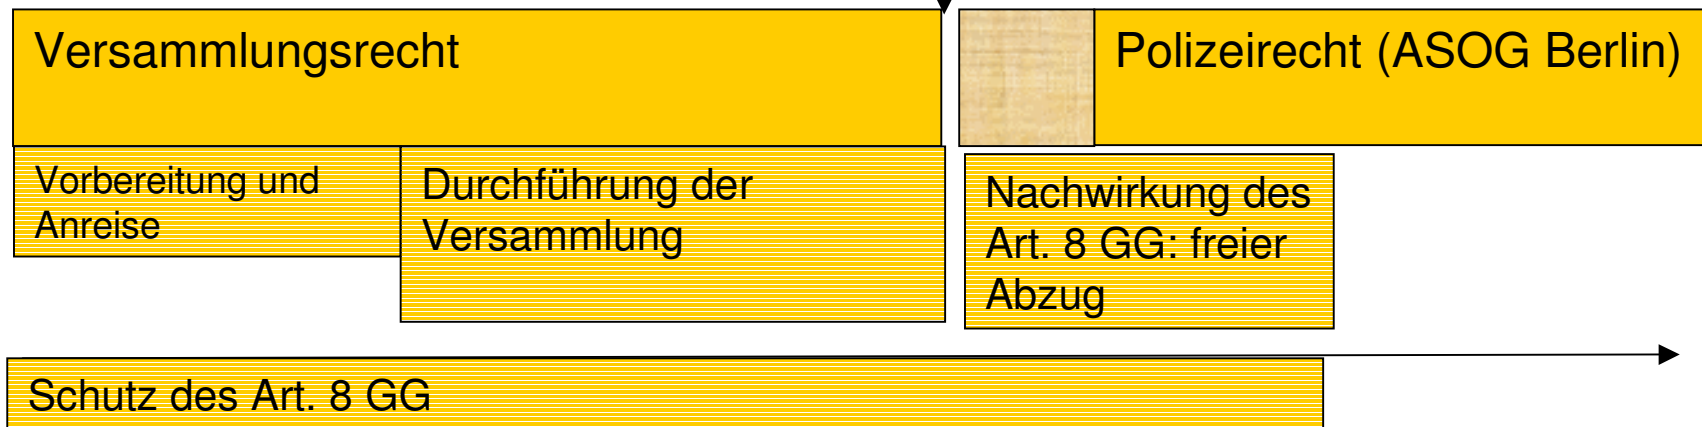 Versammlungsrecht
Polizeirecht (ASOG Berlin)
Vorbereitung und
Anreise
Durchführung der
Versammlung
Nachwirkung des
Art. 8 GG: freier
Abzug
Schutz des Art. 8 GG